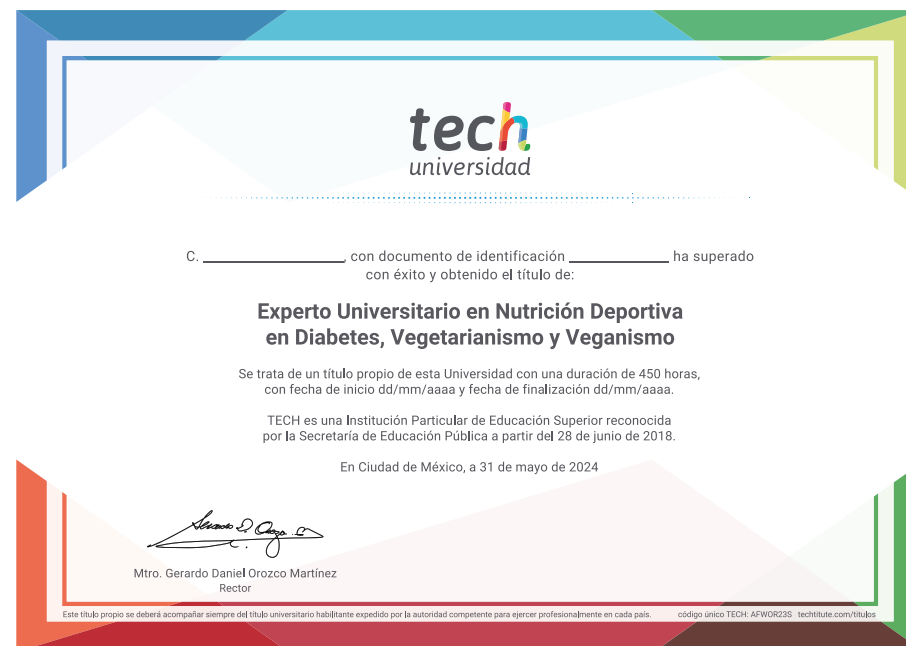 tech
universidad
C. ____________________, con documento de identificación ______________ ha superado
con éxito y obtenido el título de:
Experto Universitario en Nutrición Deportiva
en Diabetes, Vegetarianismo y Veganismo
Se trata de un título propio de esta Universidad con una duración de 450 horas,
con fecha de inicio dd/mm/aaaa y fecha de finalización dd/mm/aaaa.
TECH es una Institución Particular de Educación Superior reconocida
por la Secretaría de Educación Pública a partir del 28 de junio de 2018.
En Ciudad de México, a 31 de mayo de 2024
Mtro. Gerardo Daniel Orozco Martínez
Rector
Este título propio se deberá acompañar siempre del título universitario habilitante expedido por la autoridad competente para ejercer profesionalmente en cada país. código único TECH: AFWOR23S techtitute.com/titulos